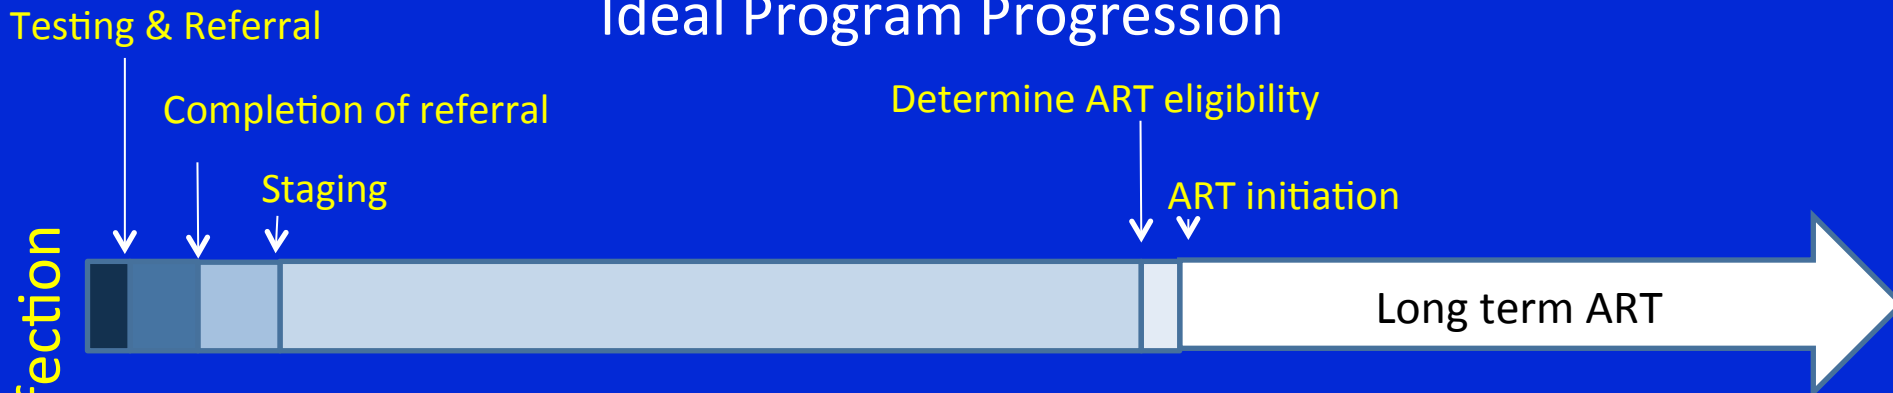 Ideal Program Progression
Testing & Referral
Completion of referral
Staging
Determine ART eligibility
ART initiation
Long term ART